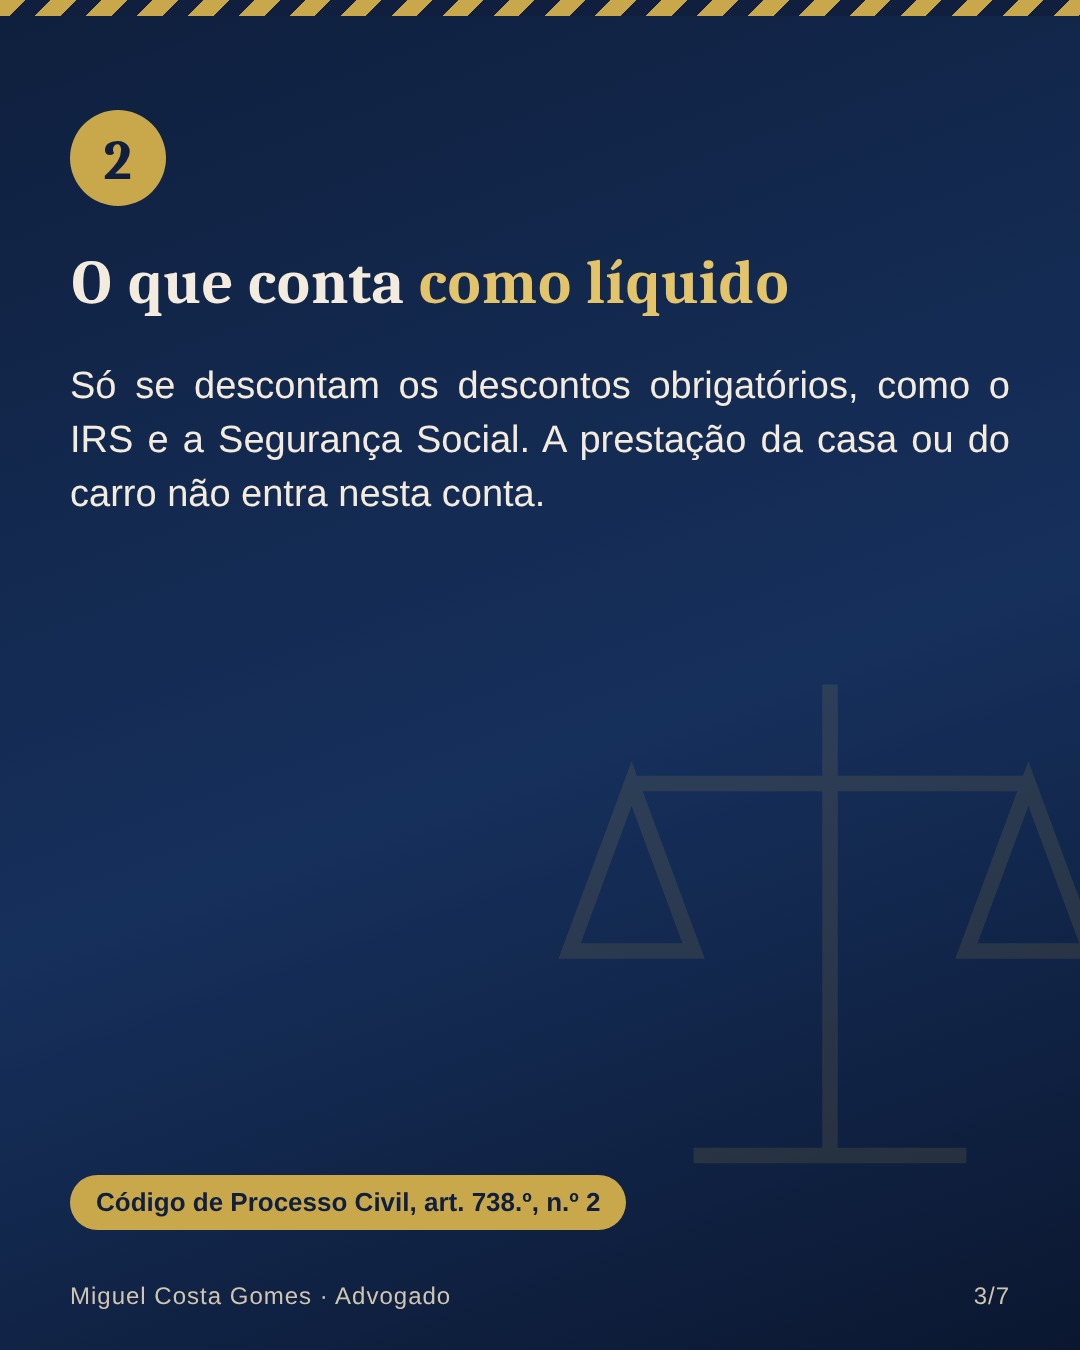 2
O que conta como líquido
Só se descontam os descontos obrigatórios, como o
IRS e a Segurança Social. A prestação da casa ou do
carro não entra nesta conta.
Código de Processo Civil, art. 738.º, n.º 2
Miguel Costa Gomes · Advogado
3/7